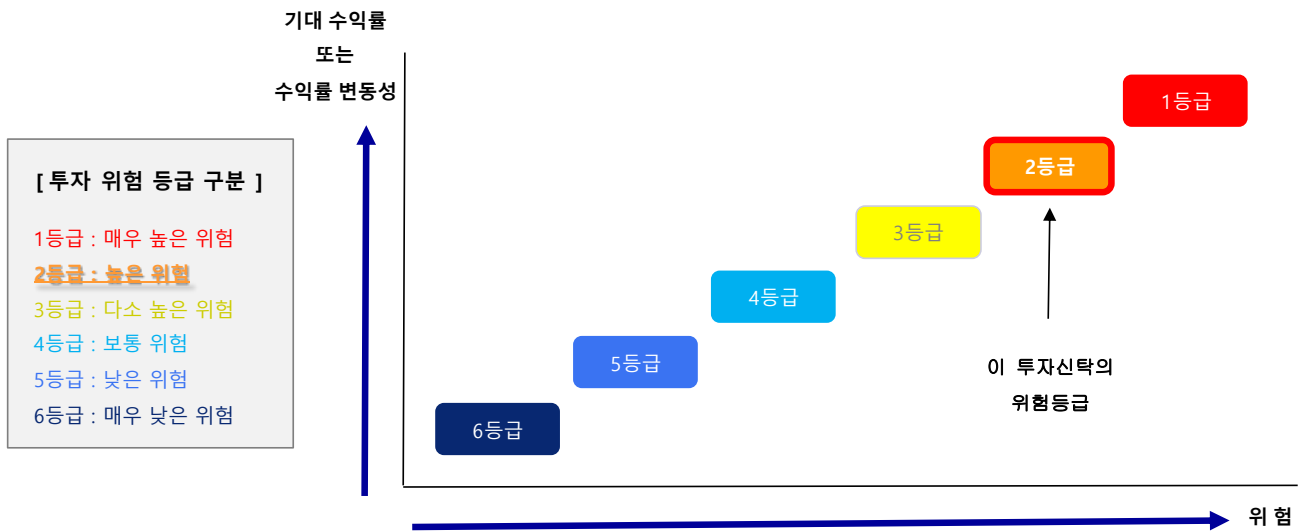 기대 수익률
또는
수익률 변동성
[ 투자 위험 등급 구분 ]
1등급 : 매우 높은 위험
2등급 : 높은 위험
3등급 : 다소 높은 위험
4등급 : 보통 위험
5등급 : 낮은 위험
6등급 : 매우 낮은 위험
1등급
2등급
3등급
4등급
5등급
6등급
이 투자신탁의
위험등급
위 험